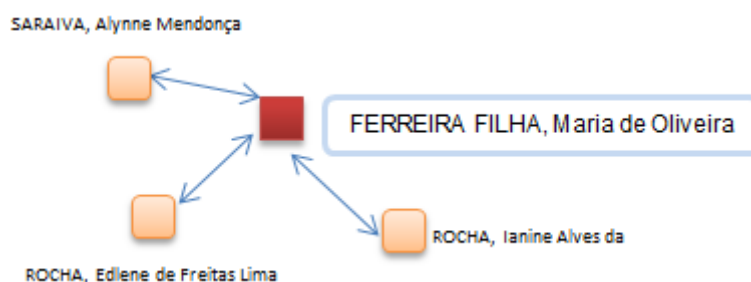 SARAIVA, Alynne Mendonça
FERREIRA FILHA, Maria de Oliveira
ROCHA, Ianine Alves da
ROCHA, Edlene de Freitas Lima